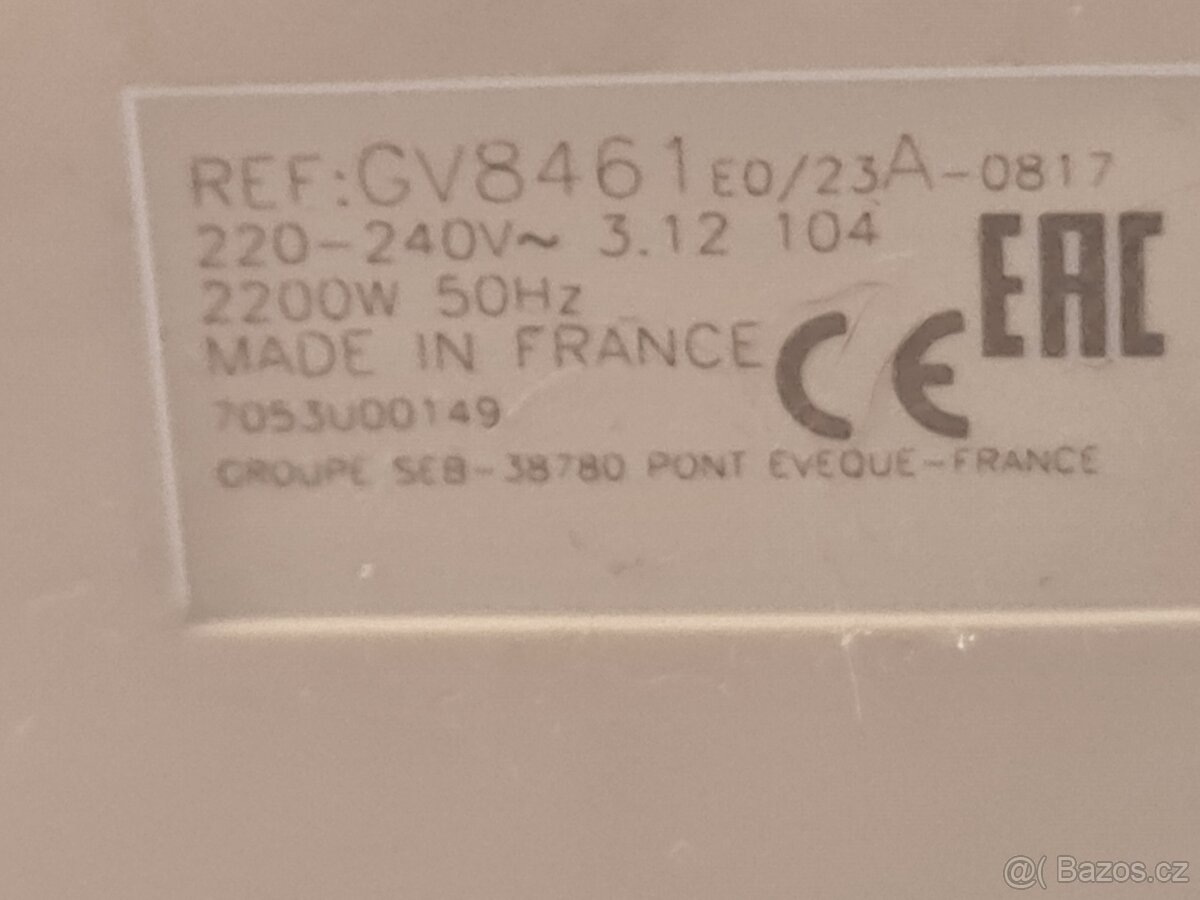 REF:GV8461E0/23A-0817
220-240V~ 3.12 104
2200W 50Hz
MADE IN FRANCE
CE
EAC
7053U00149
GROUPE SEB-38780 PONT EVEQUE-FRANCE
@( Bazos.cz